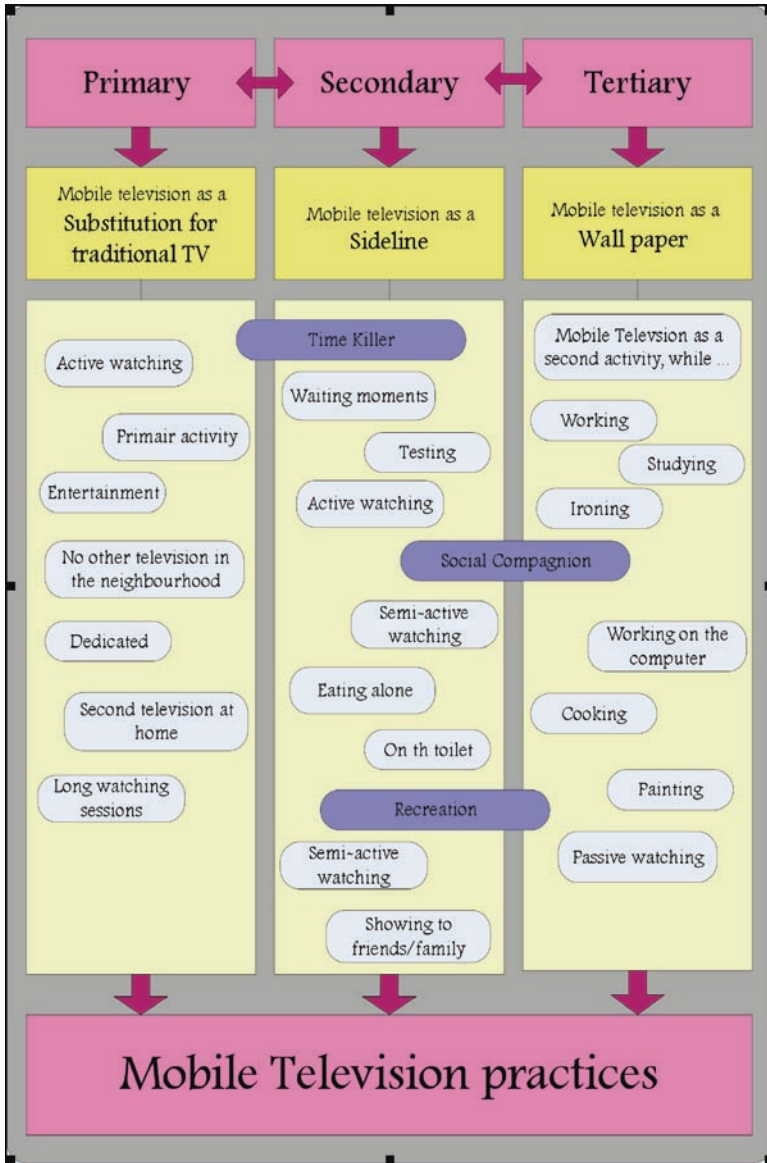 Primary
Secondary
Tertiary
Mobile television as a
Substitution for
traditional TV
Mobile television as a
Sideline
Mobile television as a
Wall paper
Active watching
Primair activity
Entertainment
No other television in
the neighbourhood
Dedicated
Second television at
home
Long watching
sessions
Time Killer
Waiting moments
Testing
Active watching
Social Compagnion
Semi-active
watching
Eating alone
On th toilet
Recreation
Semi-active
watching
Showing to
friends/family
Mobile Televsion as a
second activity, while ...
Working
Studying
Ironing
Working on the
computer
Cooking
Painting
Passive watching
Mobile Television practices